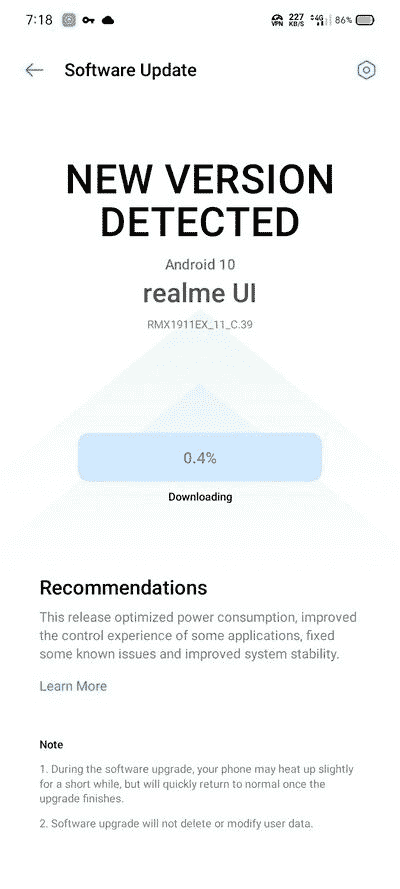 7:18 VPN 227 KB/S 4G 86%
Software Update
NEW VERSION
DETECTED
Android 10
realme UI
RMX1911EX_11_C.39
0.4%
Downloading
Recommendations
This release optimized power consumption, improved
the control experience of some applications, fixed
some known issues and improved system stability.
Learn More
Note
1. During the software upgrade, your phone may heat up slightly
for a short while, but will quickly return to normal once the
upgrade finishes.
2. Software upgrade will not delete or modify user data.